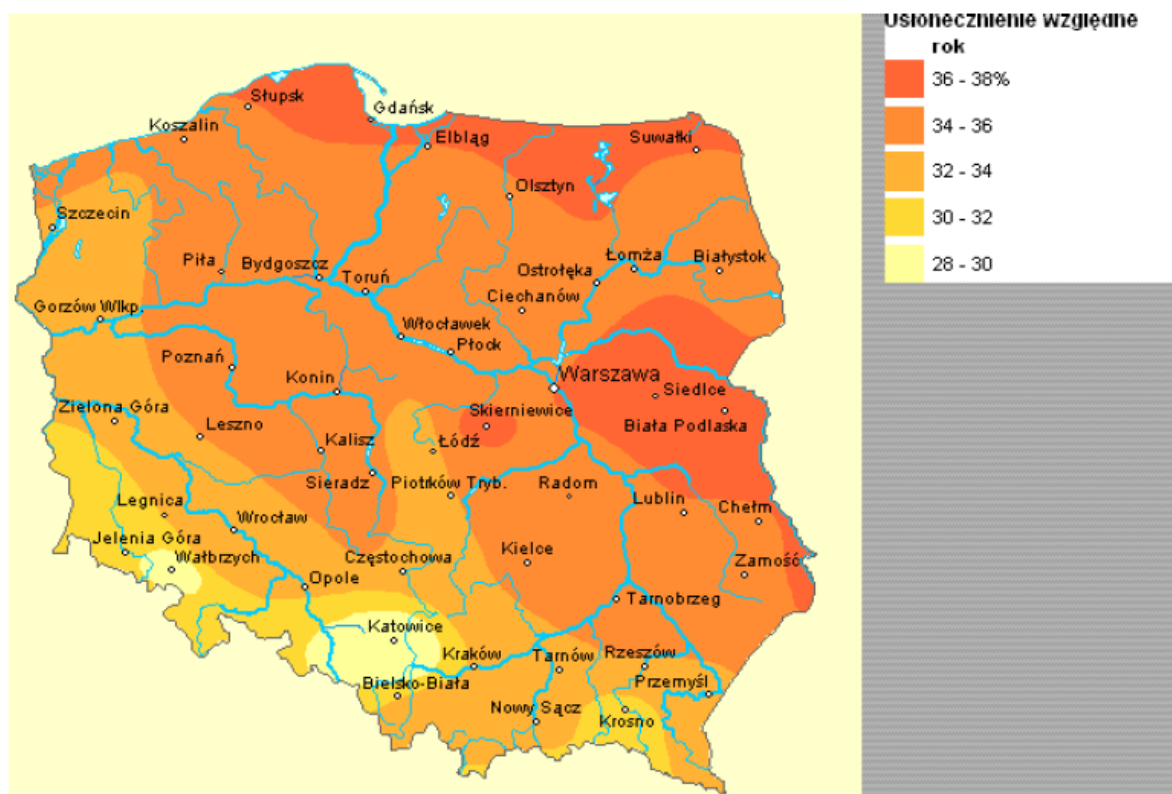 Usłonecznienie względne
rok
36 - 38%
34 - 36
32 - 34
30 - 32
28 - 30
Słupsk
Gdańsk
Koszalin
Elbląg
Suwałki
Olsztyn
Szczecin
Piła
Bydgoszcz
Toruń
Ostrołęka
Łomża
Białystok
Ciechanów
Gorzów Wlkp.
Włocławek
Płock
Poznań
Konin
Warszawa
Siedlce
Zielona Góra
Leszno
Skierniewice
Biała Podlaska
Kalisz
Łódź
Sieradz
Piotrków Tryb.
Radom
Lublin
Chełm
Legnica
Wrocław
Jelenia Góra
Wałbrzych
Częstochowa
Kielce
Zamość
Opole
Tarnobrzeg
Katowice
Kraków
Tarnów
Rzeszów
Bielsko-Biała
Przemyśl
Nowy Sącz
Krosno